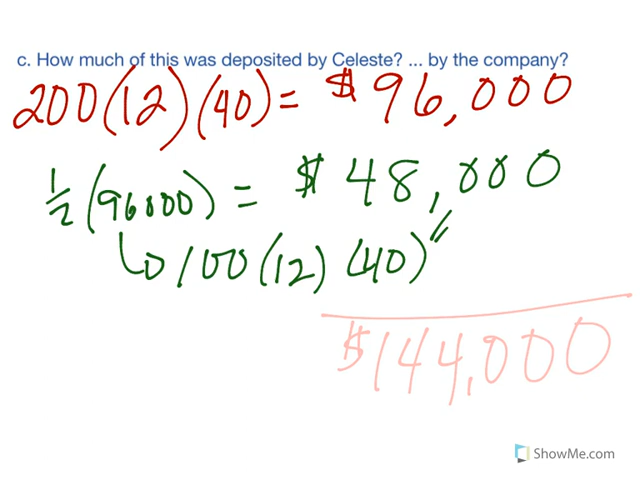 c. How much of this was deposited by Celeste? ... by the company?
200(12)(40) = $96,000
1/2 (96000) = $48,000
100(12)(40)
$144,000
ShowMe.com